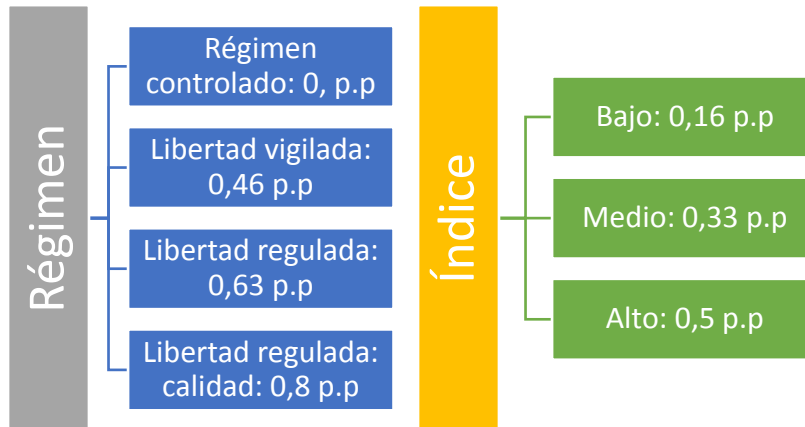 Régimen
Régimen
controlado: 0, p.p
Libertad vigilada:
0,46 p.p
Libertad regulada:
0,63 p.p
Libertad regulada:
calidad: 0,8 p.p
Índice
Bajo: 0,16 p.p
Medio: 0,33 p.p
Alto: 0,5 p.p